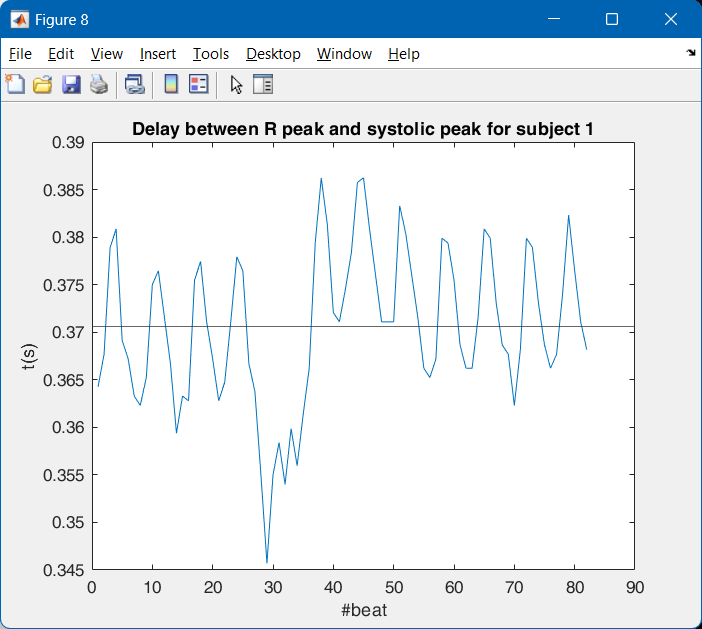 Figure 8
File Edit View Insert Tools Desktop Window Help
Delay between R peak and systolic peak for subject 1
0.39
0.385
0.38
0.375
0.37
0.365
0.36
0.355
0.35
0.345
t(s)
0 10 20 30 40 50 60 70 80 90
#beat